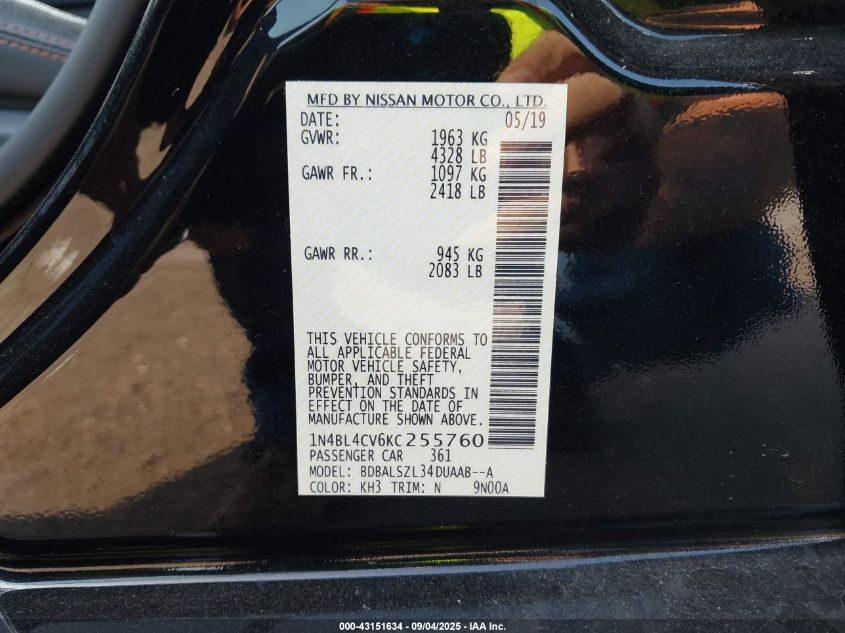 MFD BY NISSAN MOTOR CO., LTD.
DATE: 05/19
GVWR: 1963 KG
4328 LB
GAWR FR.: 1097 KG
2418 LB
GAWR RR.: 945 KG
2083 LB
THIS VEHICLE CONFORMS TO
ALL APPLICABLE FEDERAL
MOTOR VEHICLE SAFETY,
BUMPER, AND THEFT
PREVENTION STANDARDS IN
EFFECT ON THE DATE OF
MANUFACTURE SHOWN ABOVE.
1N4BL4CV6KC255760
PASSENGER CAR 361
MODEL: BDBALSZL34DUAAB--A
COLOR: KH3 TRIM: N 9N00A
000-43151634 - 09/04/2025 - IAA Inc.